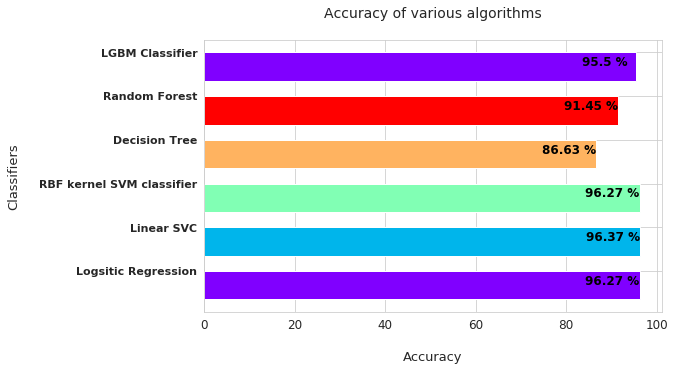 Accuracy of various algorithms
Classifiers
LGBM Classifier
95.5 %
Random Forest
91.45 %
Decision Tree
86.63 %
RBF kernel SVM classifier
96.27 %
Linear SVC
96.37 %
Logsitic Regression
96.27 %
0 20 40 60 80 100
Accuracy